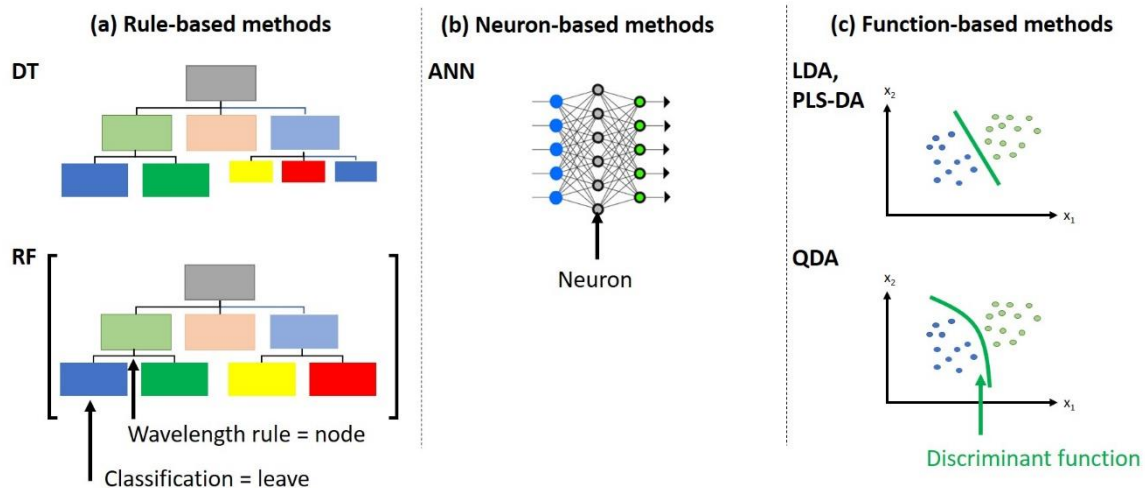 (a) Rule-based methods
DT
RF
Wavelength rule = node
Classification = leave
(b) Neuron-based methods
ANN
Neuron
(c) Function-based methods
LDA,
PLS-DA
x₂
x₁
QDA
x₂
x₁
Discriminant function